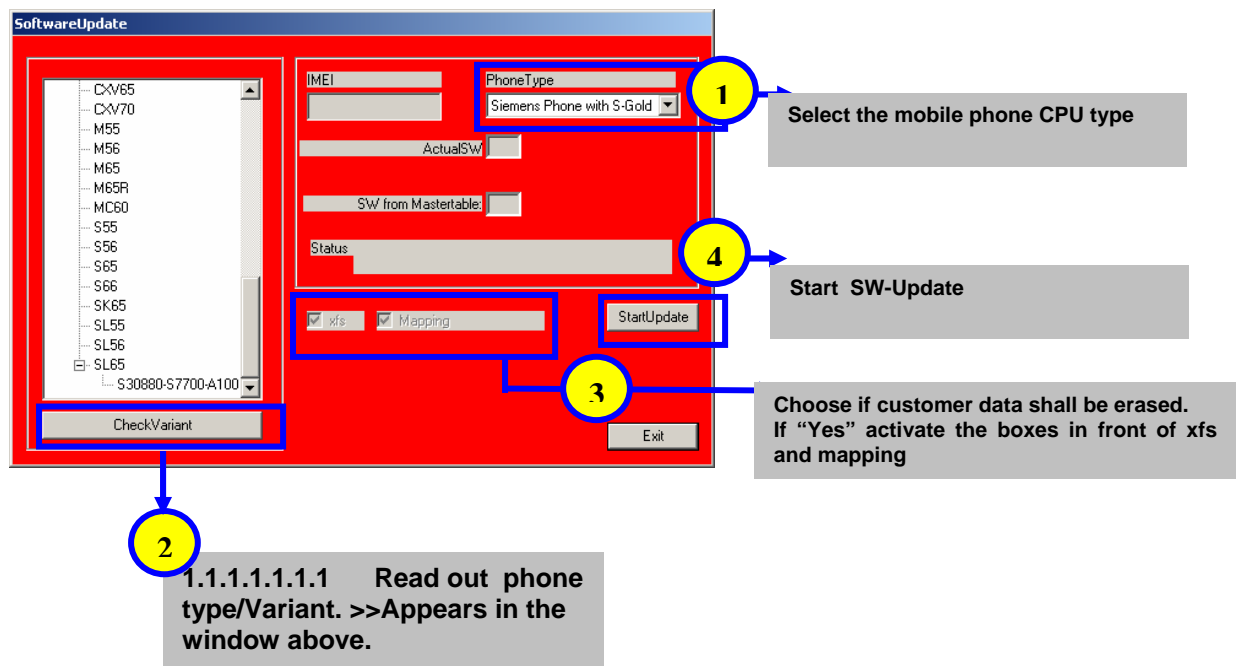 SoftwareUpdate
CXV65
CXV70
M55
M56
M65
M65R
MC60
S55
S56
S65
S66
SK65
SL55
SL56
SL65
S30880-S7700-A100
CheckVariant
IMEI
PhoneType
Siemens Phone with S-Gold
ActualSW
SW from Mastertable:
Status
xfs
Mapping
StartUpdate
Exit
1
Select the mobile phone CPU type
4
Start SW-Update
3
Choose if customer data shall be erased.
If “Yes” activate the boxes in front of xfs
and mapping
2
1.1.1.1.1.1.1 Read out phone
type/Variant. >>Appears in the
window above.